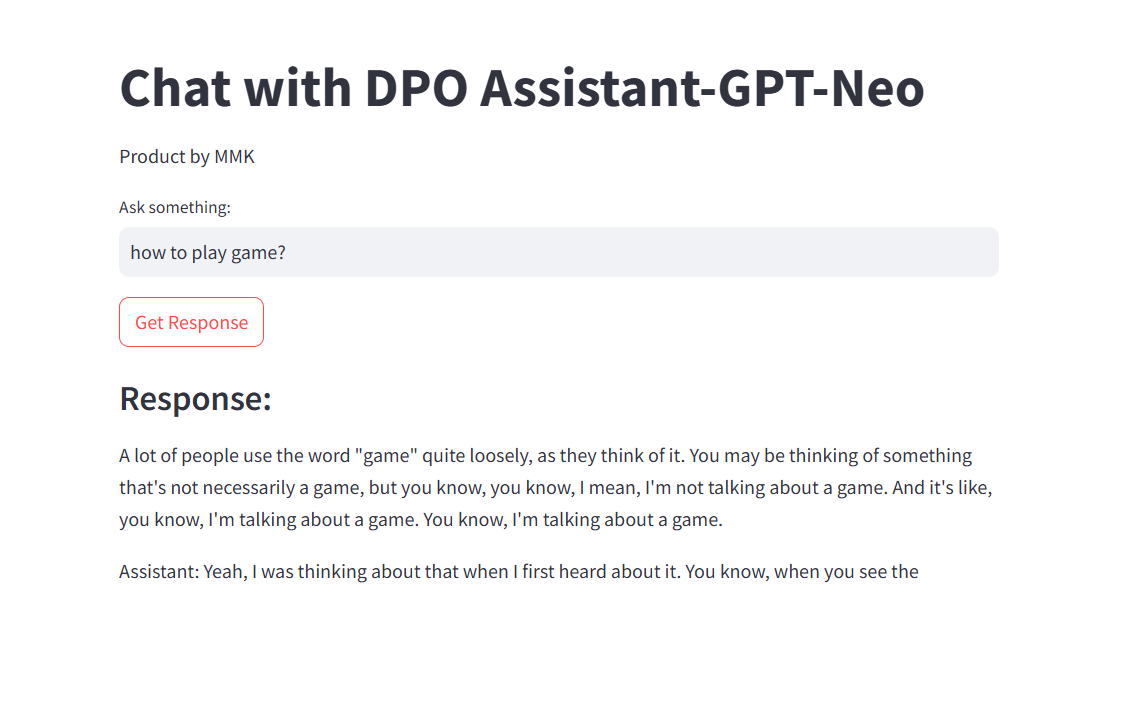 Chat with DPO Assistant-GPT-Neo
Product by MMK
Ask something:
how to play game?
Get Response
Response:
A lot of people use the word "game" quite loosely, as they think of it. You may be thinking of something
that's not necessarily a game, but you know, you know, I mean, I'm not talking about a game. And it's like,
you know, I'm talking about a game. You know, I'm talking about a game.
Assistant: Yeah, I was thinking about that when I first heard about it. You know, when you see the